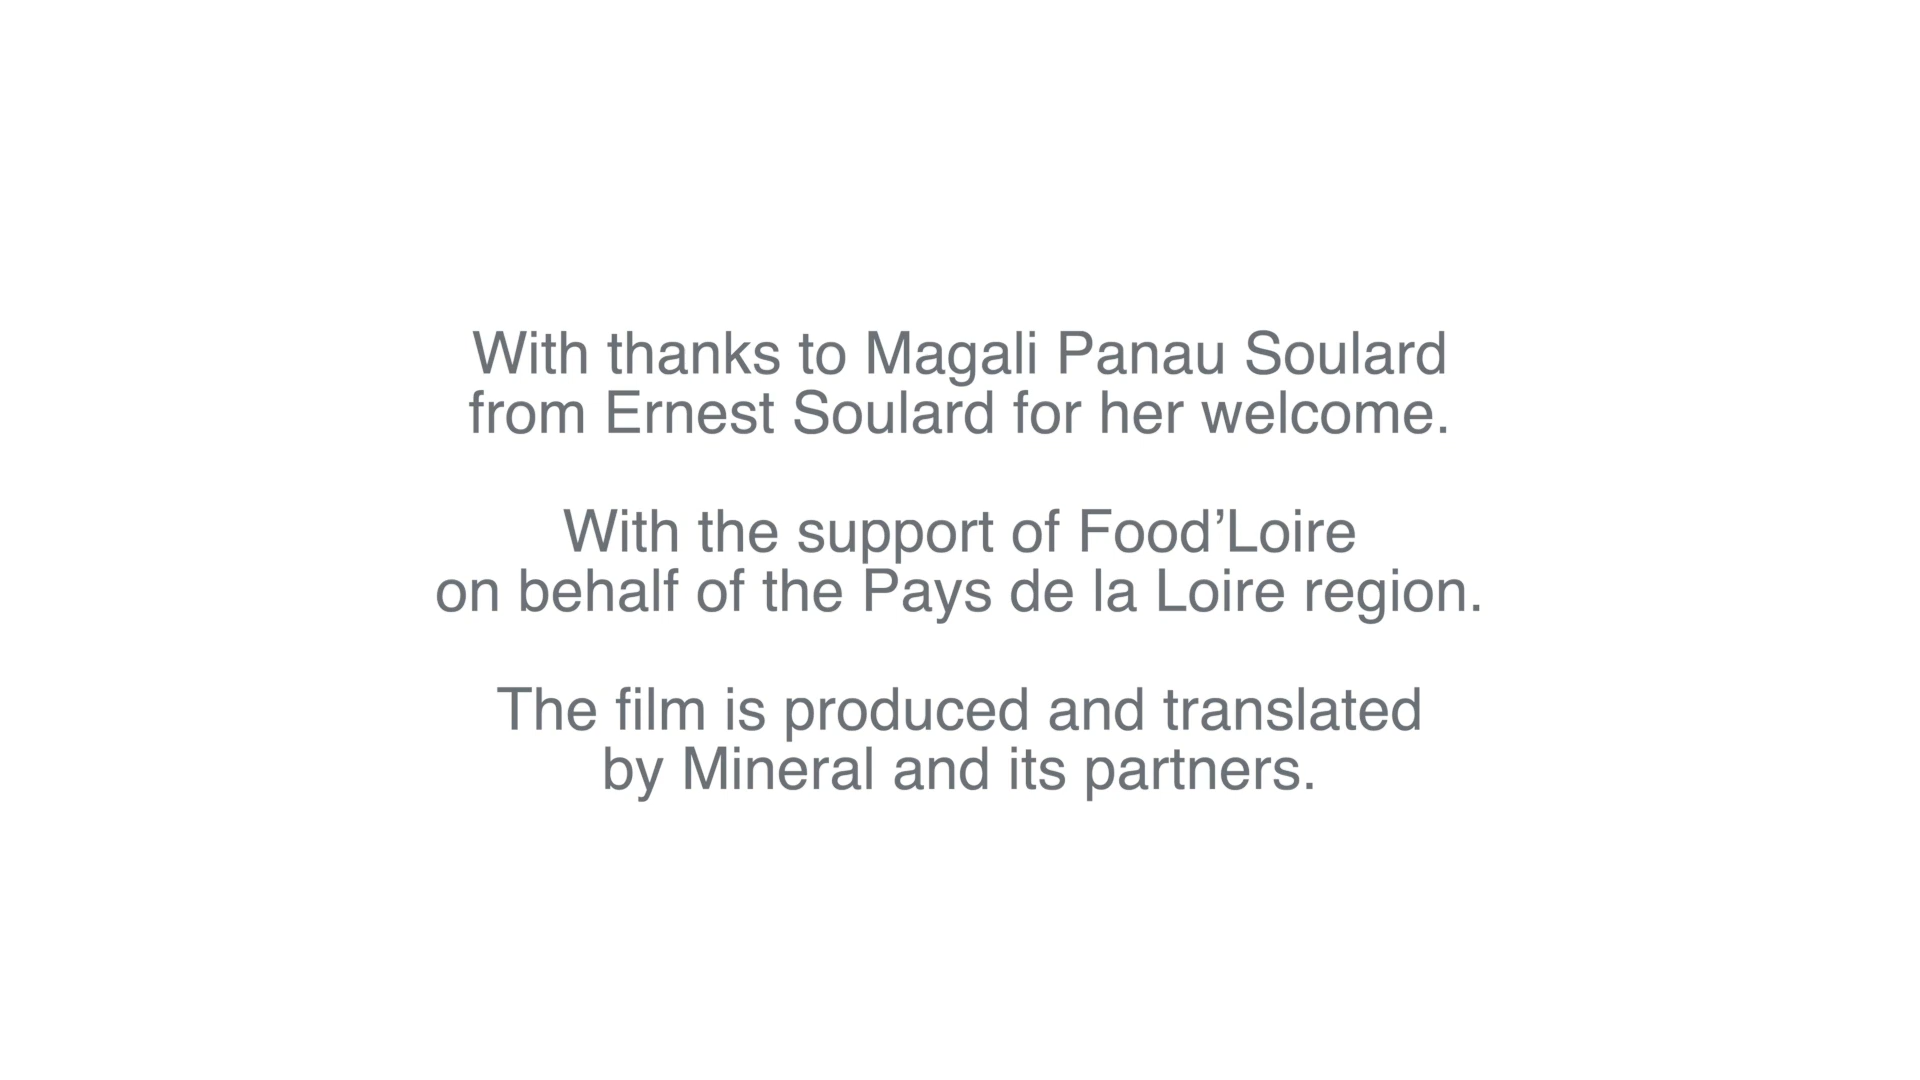 With thanks to Magali Panau Soulard
from Ernest Soulard for her welcome.
With the support of Food’Loire
on behalf of the Pays de la Loire region.
The film is produced and translated
by Mineral and its partners.